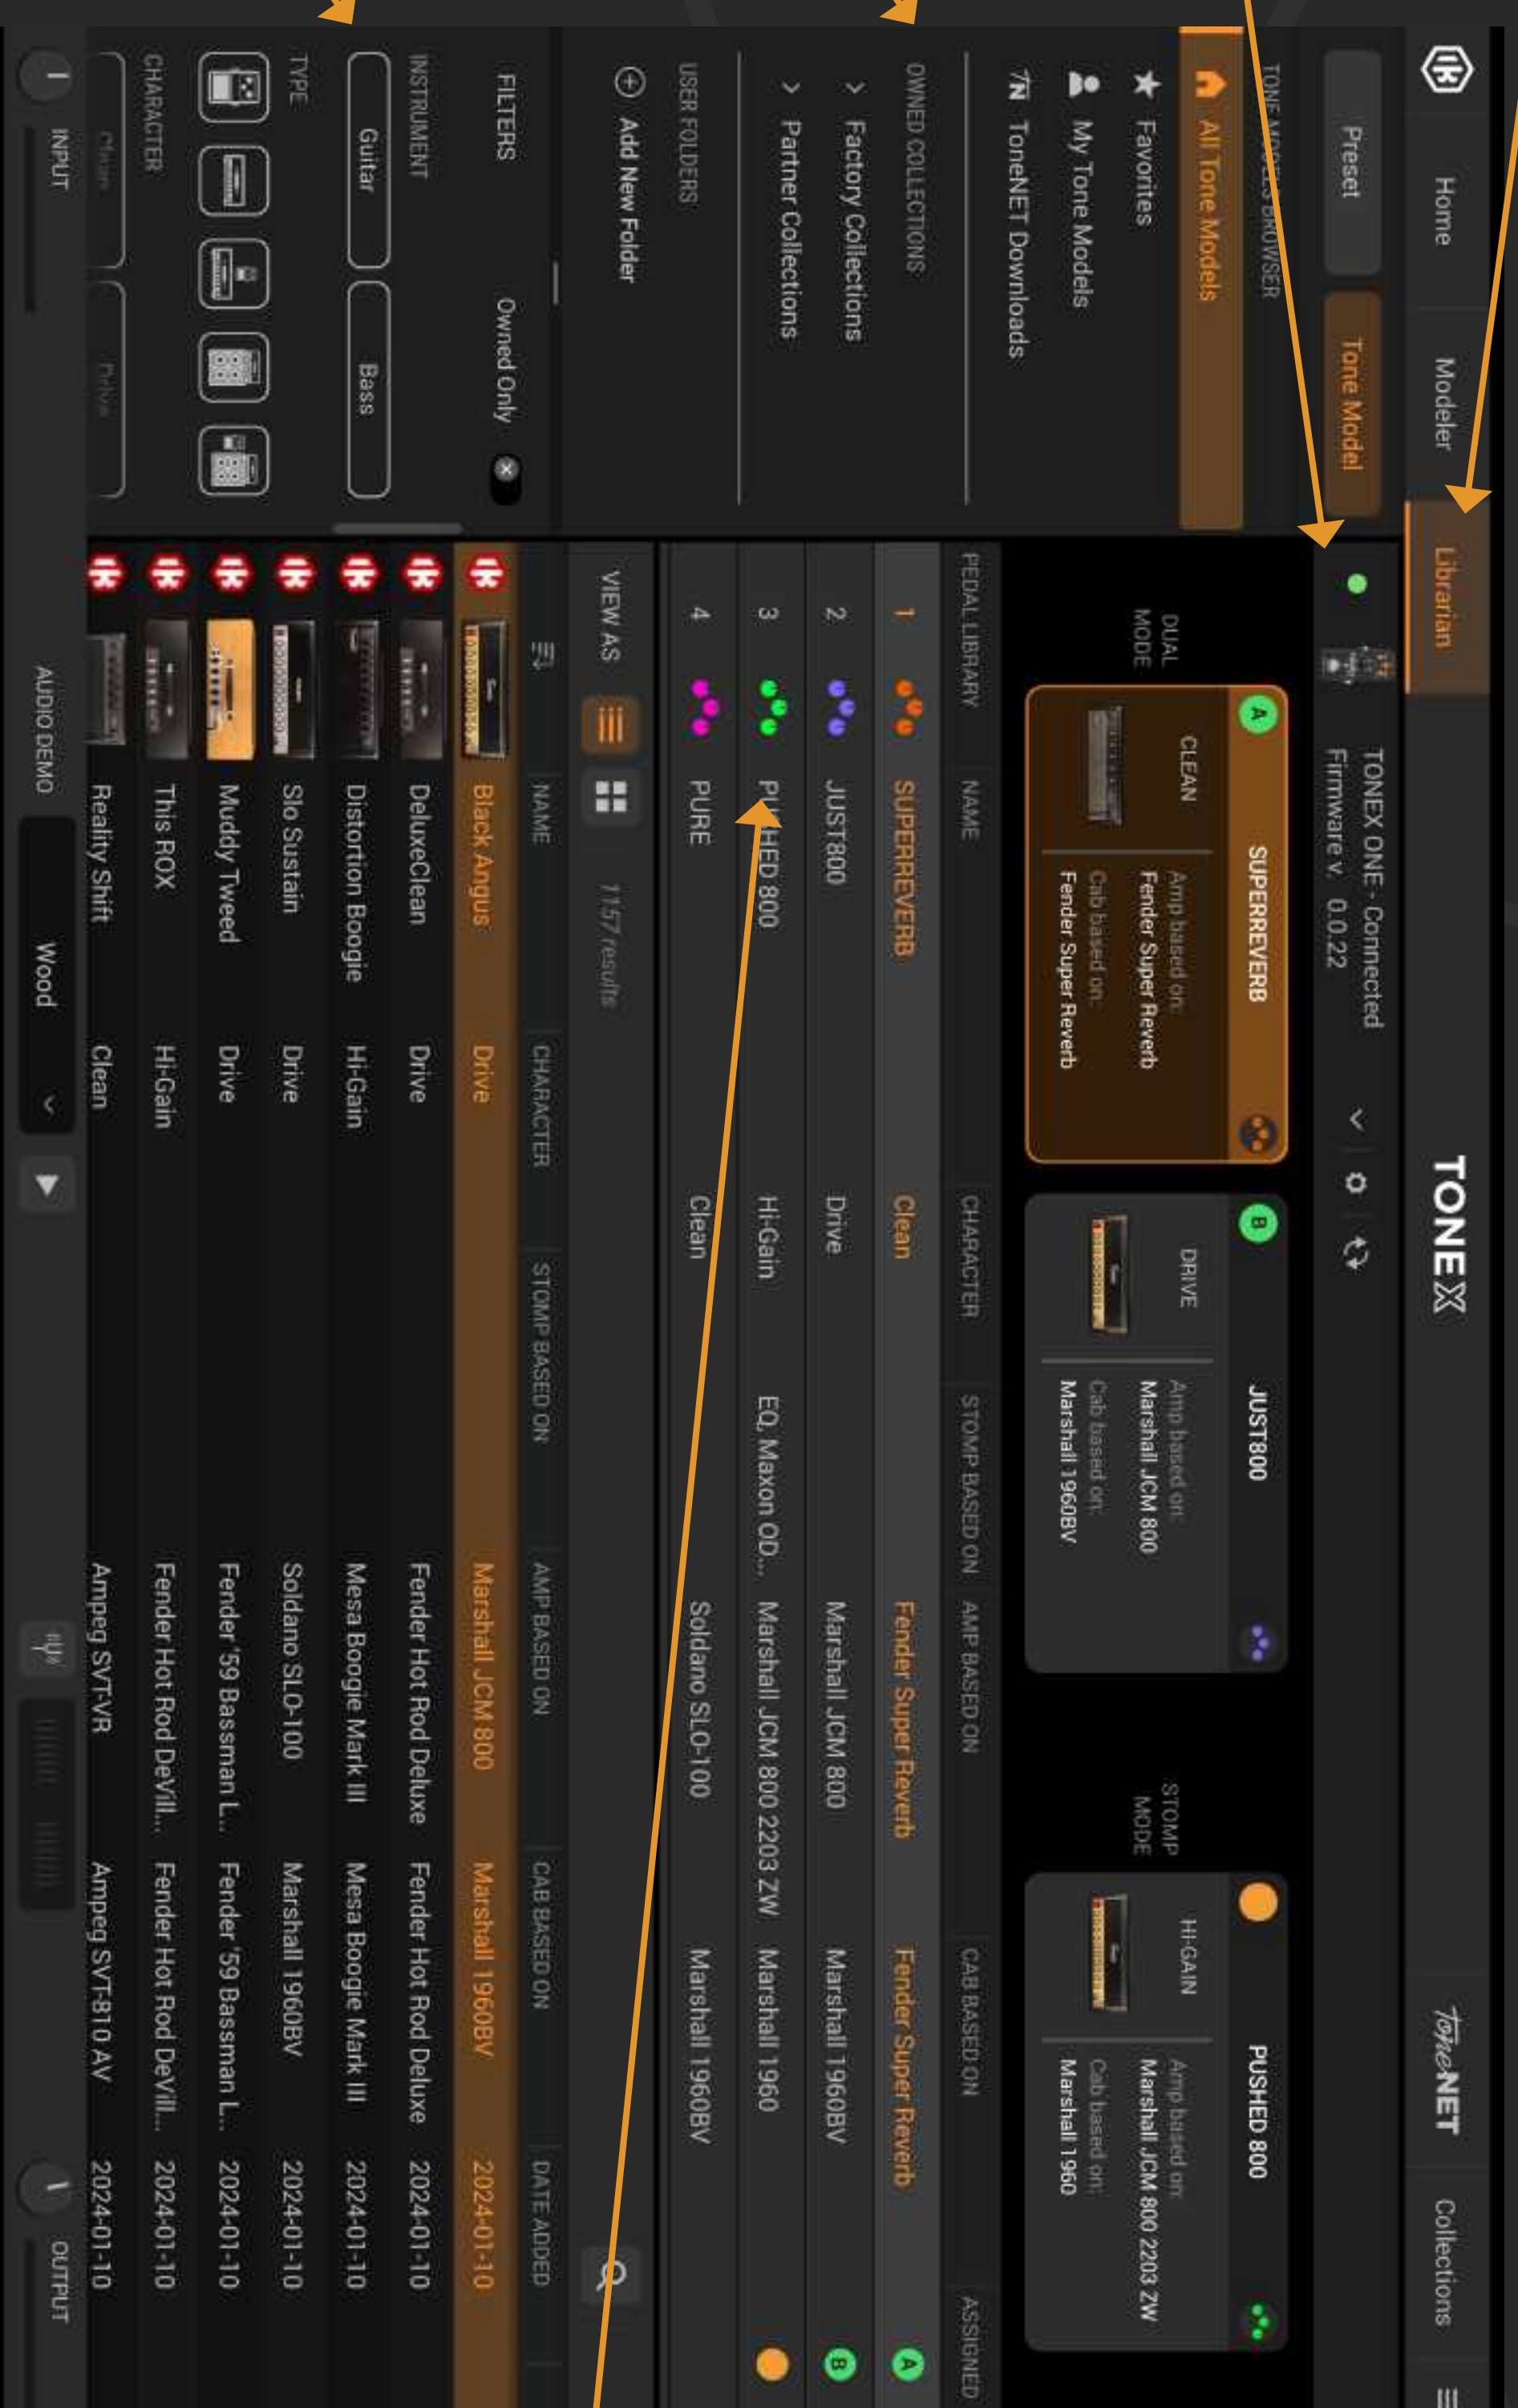 Home
Modeler
Librarian
TONEX
ToneNET
Collections
Preset
Tone Model
TONE MODELS BROWSER
All Tone Models
Favorites
My Tone Models
ToneNET Downloads
OWNED COLLECTIONS
Factory Collections
Partner Collections
USER FOLDERS
Add New Folder
FILTERS
Owned Only
INSTRUMENT
Guitar
Bass
TYPE
CHARACTER
Clean
Drive
TONEX ONE - Connected
Firmware v. 0.0.22
DUAL
MODE
A
SUPERREVERB
CLEAN
Amp based on:
Fender Super Reverb
Cab based on:
Fender Super Reverb
B
JUST800
DRIVE
Amp based on:
Marshall JCM 800
Cab based on:
Marshall 1960BV
STOMP
MODE
PUSHED 800
HI-GAIN
Amp based on:
Marshall JCM 800 2203 ZW
Cab based on:
Marshall 1960
PEDAL LIBRARY NAME CHARACTER STOMP BASED ON AMP BASED ON CAB BASED ON ASSIGNED
1 SUPERREVERB Clean Fender Super Reverb Fender Super Reverb A
2 JUST800 Drive Marshall JCM 800 Marshall 1960BV B
3 PUSHED 800 Hi-Gain EQ, Maxon OD... Marshall JCM 800 2203 ZW Marshall 1960
4 PURE Clean Soldano SLO-100 Marshall 1960BV
VIEW AS 1157 results
NAME CHARACTER STOMP BASED ON AMP BASED ON CAB BASED ON DATE ADDED
Black Angus Drive Marshall JCM 800 Marshall 1960BV 2024-01-10
DeluxeClean Drive Fender Hot Rod Deluxe Fender Hot Rod Deluxe 2024-01-10
Distortion Boogie Hi-Gain Mesa Boogie Mark III Mesa Boogie Mark III 2024-01-10
Slo Sustain Drive Soldano SLO-100 Marshall 1960BV 2024-01-10
Muddy Tweed Drive Fender '59 Bassman L... Fender '59 Bassman L... 2024-01-10
This ROX Hi-Gain Fender Hot Rod DeVill... Fender Hot Rod DeVill... 2024-01-10
Reality Shift Clean Ampeg SVT-VR Ampeg SVT-810 AV 2024-01-10
INPUT
AUDIO DEMO
Wood
OUTPUT